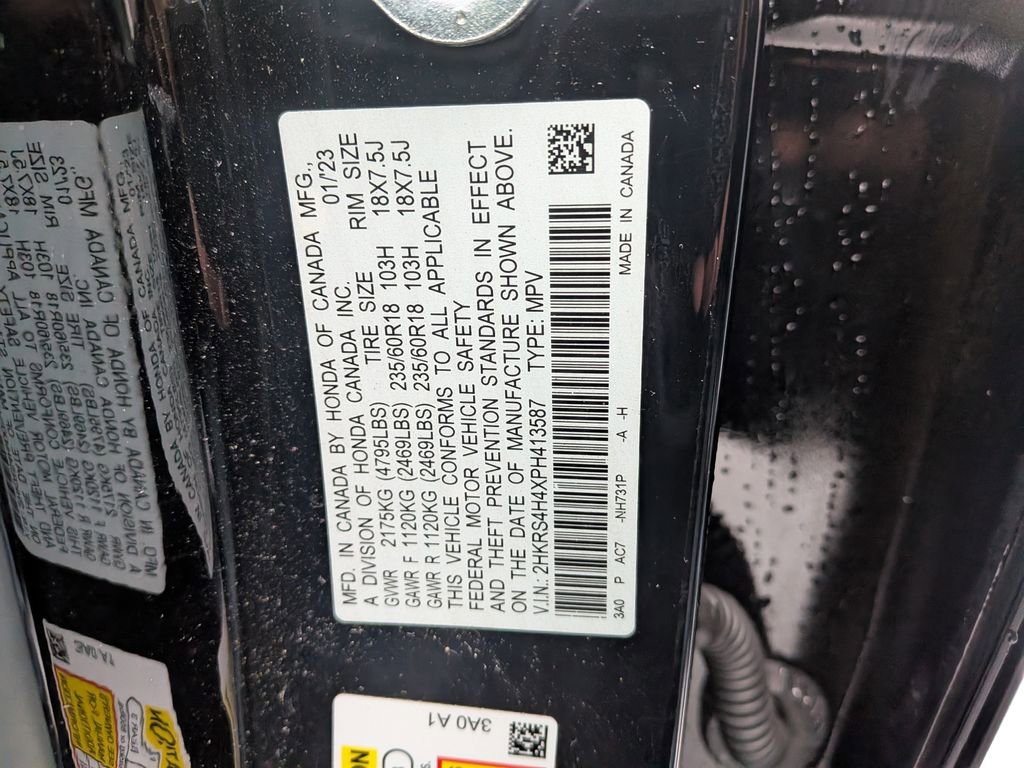 MFD. IN CANADA BY HONDA OF CANADA MFG.,
A DIVISION OF HONDA CANADA INC. 01/23
GVWR 2175KG (4795LBS) TIRE SIZE RIM SIZE
GAWR F 1120KG (2469LBS) 235/60R18 103H 18X7.5J
GAWR R 1120KG (2469LBS) 235/60R18 103H 18X7.5J
THIS VEHICLE CONFORMS TO ALL APPLICABLE
FEDERAL MOTOR VEHICLE SAFETY
AND THEFT PREVENTION STANDARDS IN EFFECT
ON THE DATE OF MANUFACTURE SHOWN ABOVE.
V.I.N.: 2HKRS4H4XPH413587 TYPE: MPV
3A0 P AC7 -NH731P -A -H MADE IN CANADA
3A0 A1